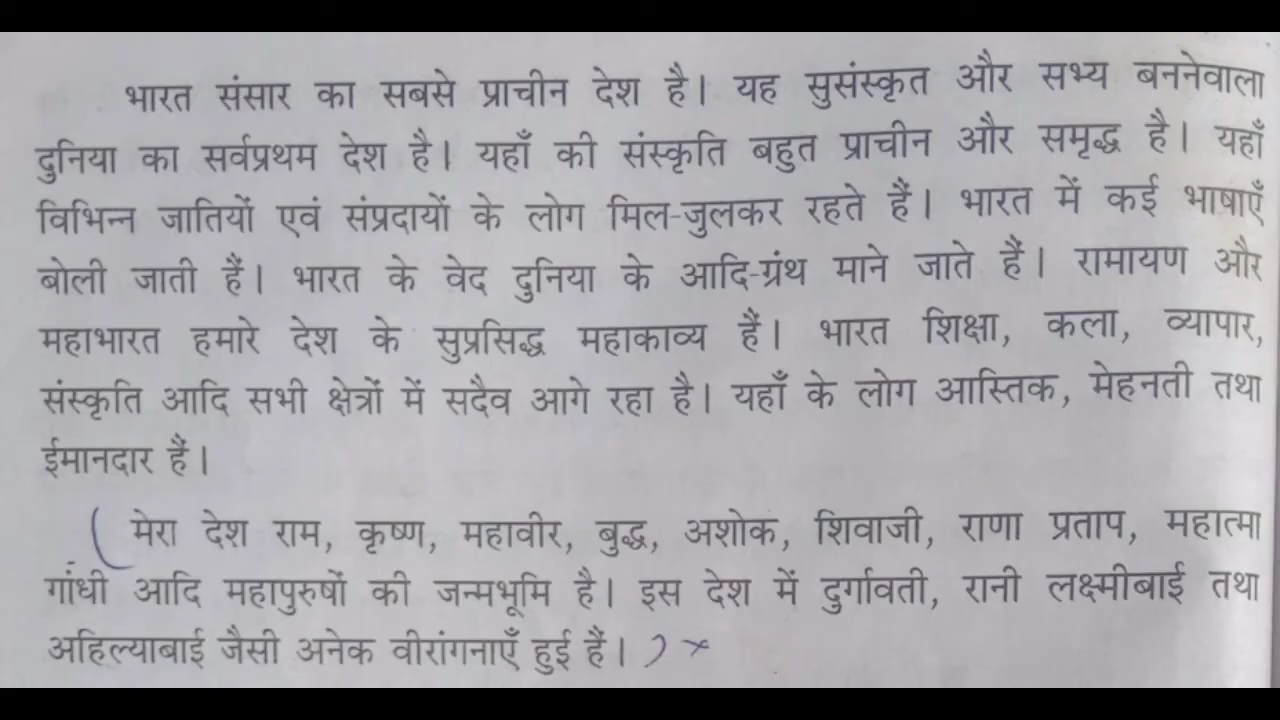 भारत संसार का सबसे प्राचीन देश है। यह सुसंस्कृत और सभ्य बननेवाला
दुनिया का सर्वप्रथम देश है। यहाँ की संस्कृति बहुत प्राचीन और समृद्ध है। यहाँ
विभिन्न जातियों एवं संप्रदायों के लोग मिल-जुलकर रहते हैं। भारत में कई भाषाएँ
बोली जाती हैं। भारत के वेद दुनिया के आदि-ग्रंथ माने जाते हैं। रामायण और
महाभारत हमारे देश के सुप्रसिद्ध महाकाव्य हैं। भारत शिक्षा, कला, व्यापार,
संस्कृति आदि सभी क्षेत्रों में सदैव आगे रहा है। यहाँ के लोग आस्तिक, मेहनती तथा
ईमानदार हैं।
( मेरा देश राम, कृष्ण, महावीर, बुद्ध, अशोक, शिवाजी, राणा प्रताप, महात्मा
गांधी आदि महापुरुषों की जन्मभूमि है। इस देश में दुर्गावती, रानी लक्ष्मीबाई तथा
अहिल्याबाई जैसी अनेक वीरांगनाएँ हुई हैं। ) ×